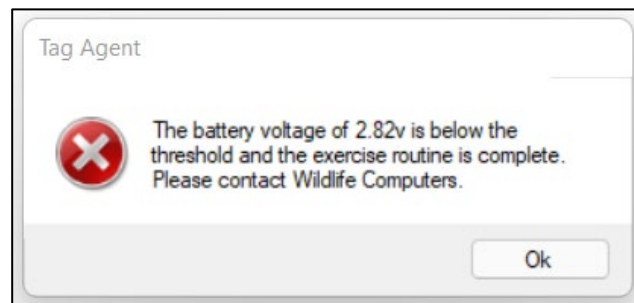 Tag Agent
The battery voltage of 2.82v is below the
threshold and the exercise routine is complete.
Please contact Wildlife Computers.
Ok